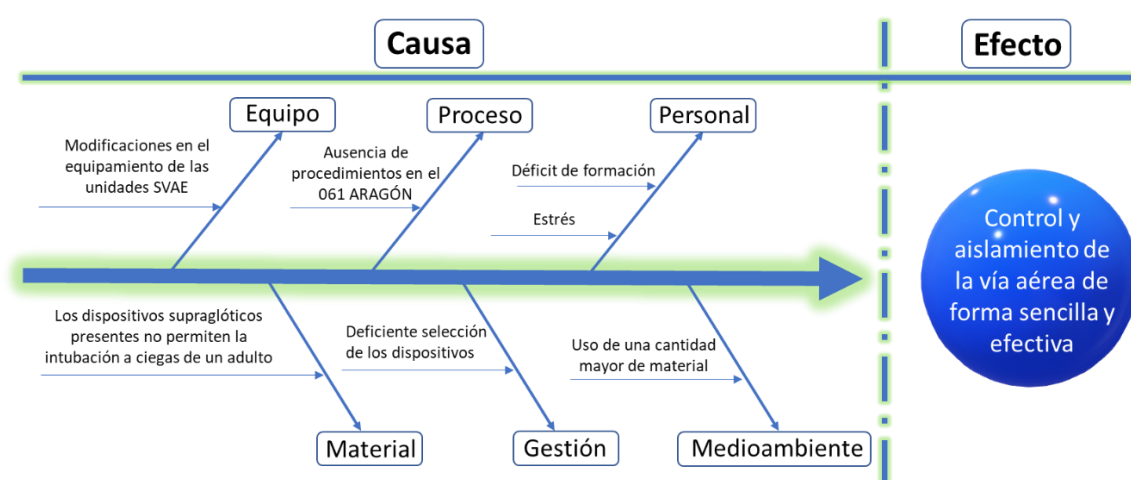 Causa
Efecto
Equipo
Proceso
Personal
Modificaciones en el
equipamiento de las
unidades SVAE
Ausencia de
procedimientos en el
061 ARAGÓN
Déficit de formación
Estrés
Control y
aislamiento de
la vía aérea de
forma sencilla y
efectiva
Los dispositivos supraglóticos
presentes no permiten la
intubación a ciegas de un adulto
Deficiente selección
de los dispositivos
Uso de una cantidad
mayor de material
Material
Gestión
Medioambiente